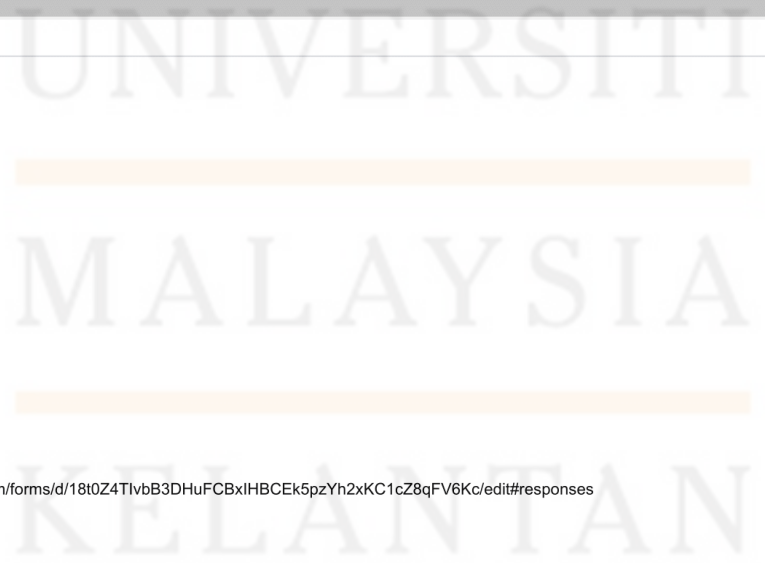 UNIVERSITI
MALAYSIA
n/forms/d/18t0Z4TIvbB3DHuFCBxIHBCEk5pzYh2xKC1cZ8qFV6Kc/edit#responses
KELANTAN